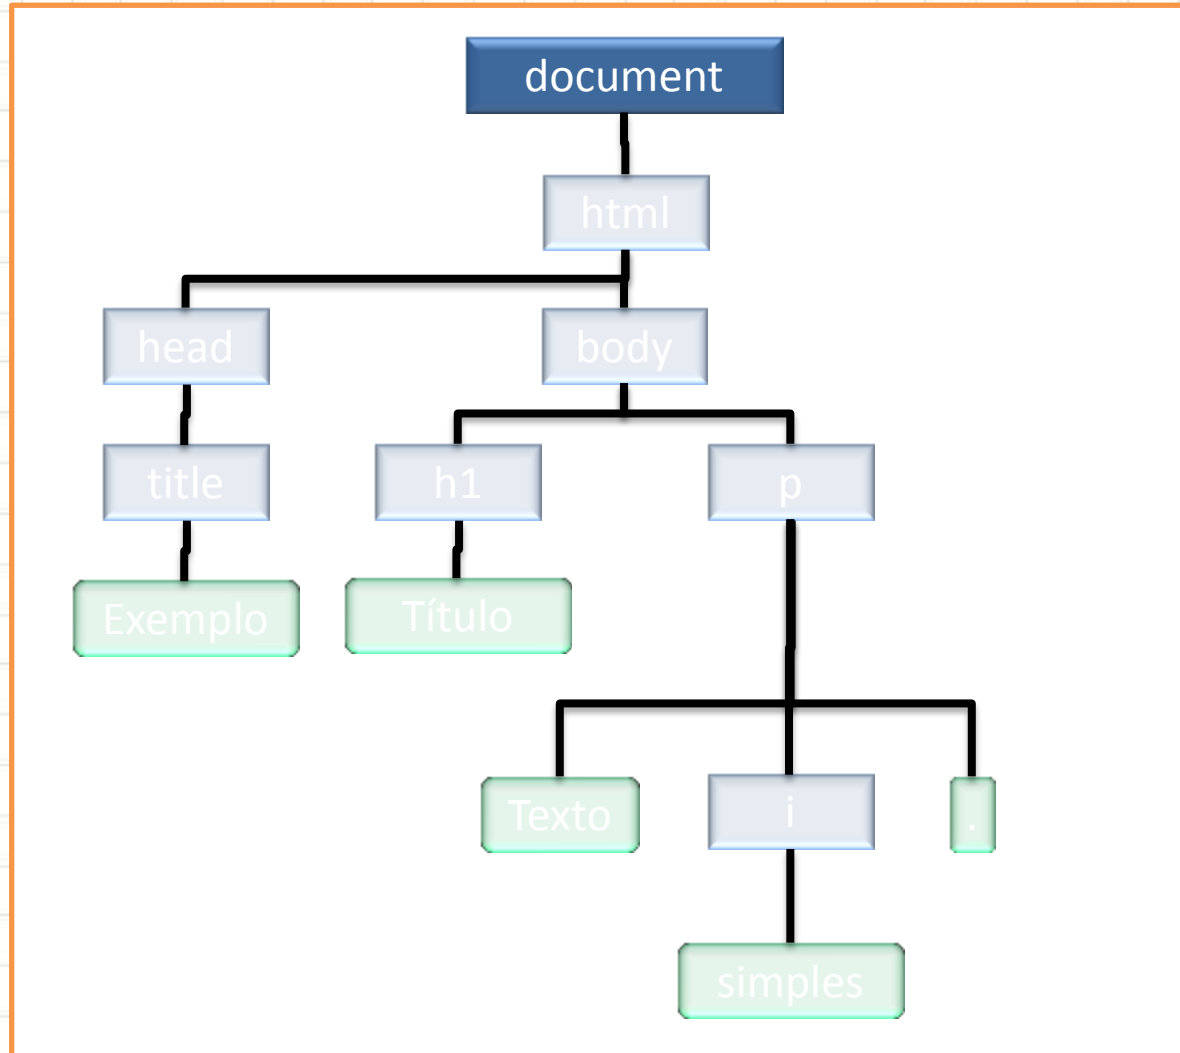 document
html
head
body
title
h1
p
Exemplo
Título
Texto
i
.
simples